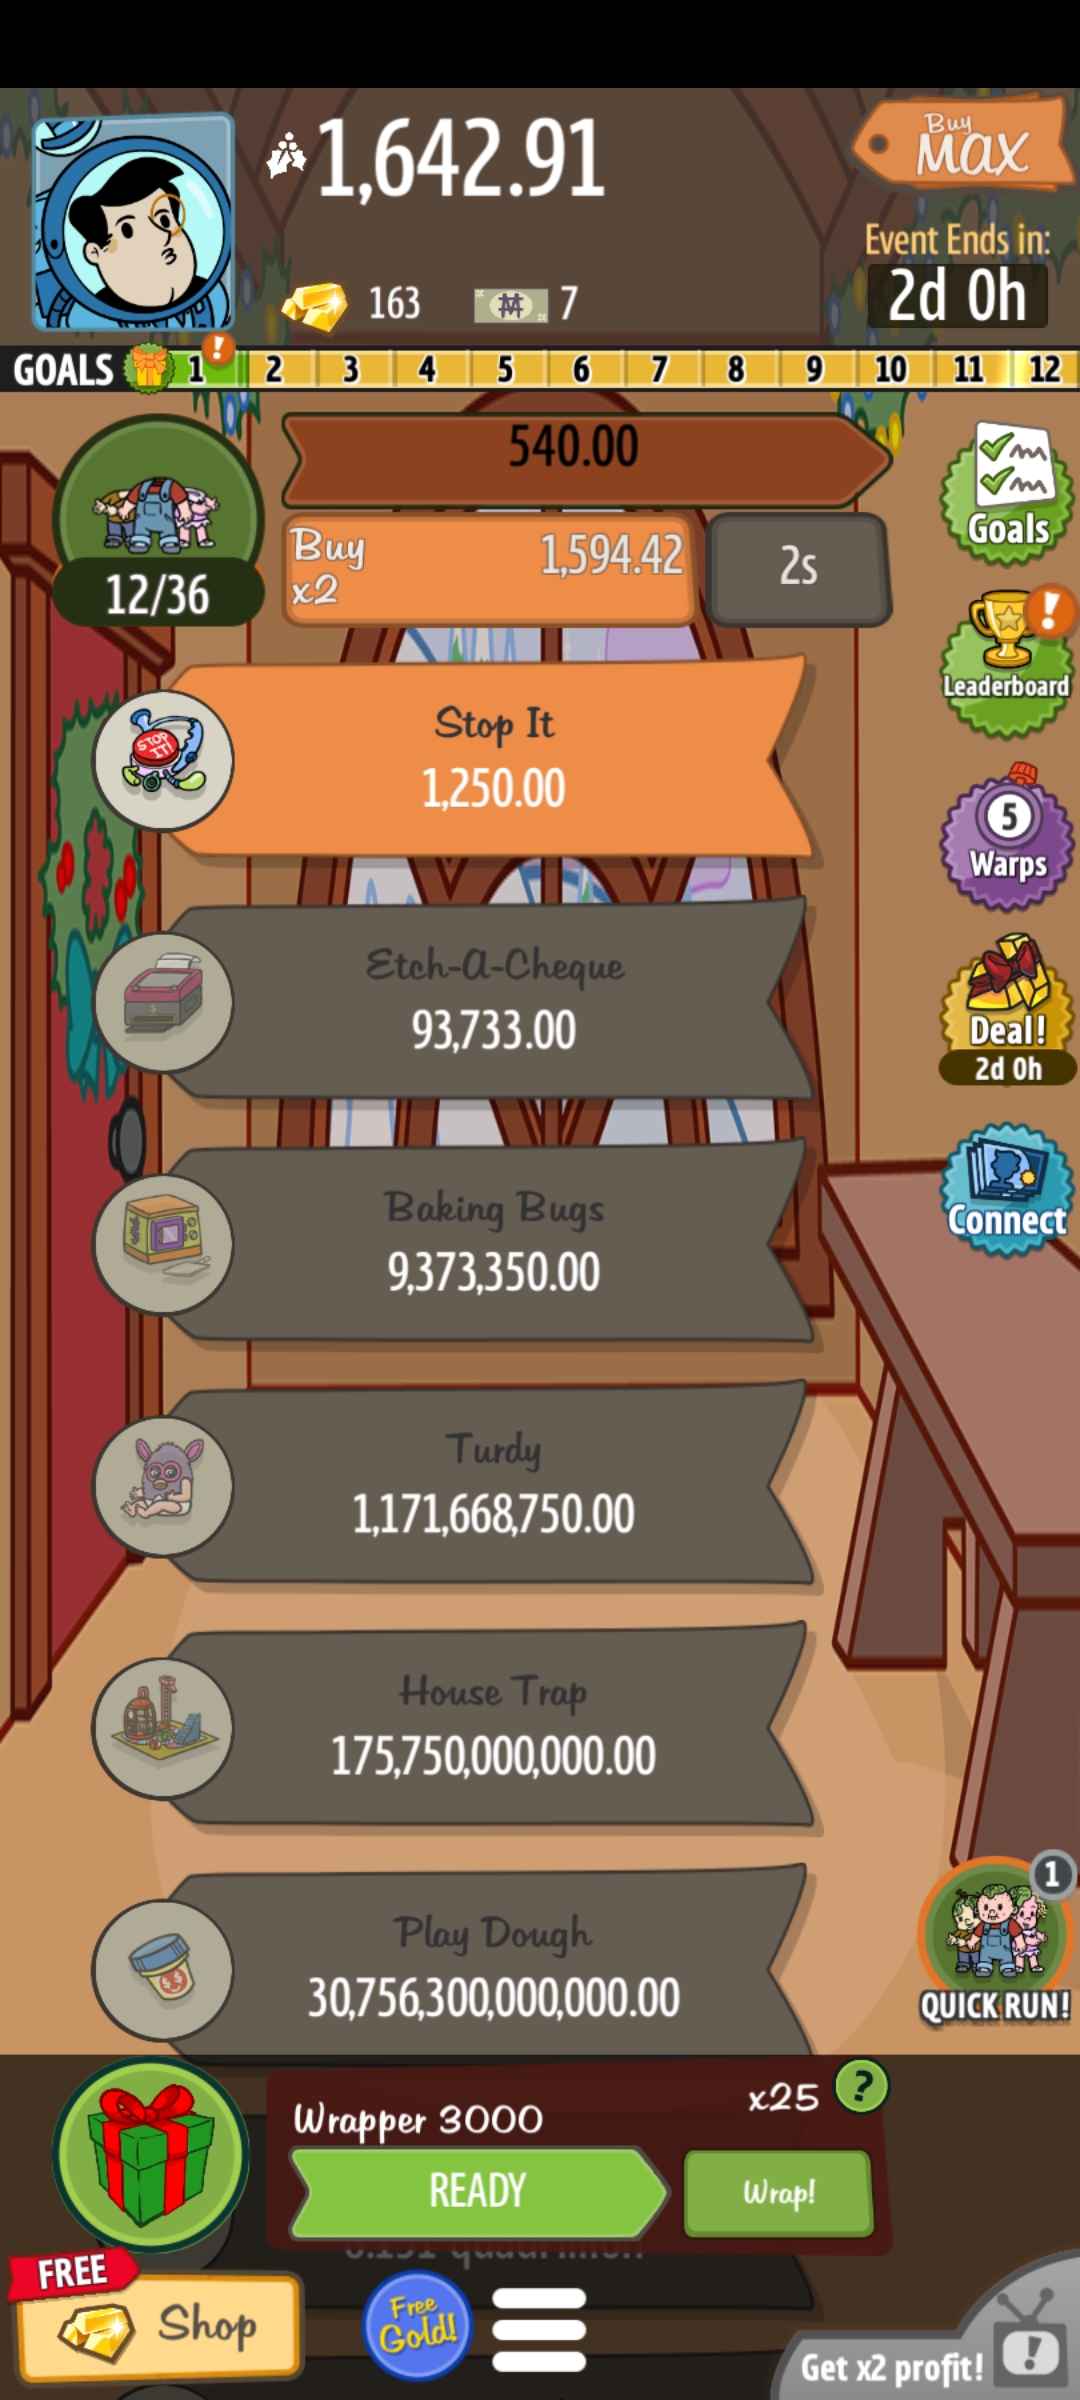 1,642.91
Buy
MAX
Event Ends in:
2d 0h
163
7
GOALS 1 ! 2 3 4 5 6 7 8 9 10 11 12
540.00
12/36
Buy
x2
1,594.42
2s
Goals
Stop It
1,250.00
STOP
IT!
!
Leaderboard
5
Warps
Etch-A-Cheque
93,733.00
Deal!
2d 0h
Baking Bugs
9,373,350.00
Connect
Turdy
1,171,668,750.00
House Trap
175,750,000,000.00
Play Dough
30,756,300,000,000.00
1
QUICK RUN!
Wrapper 3000
x25
?
READY
Wrap!
FREE
Shop
Free
Gold!
Get x2 profit!
!